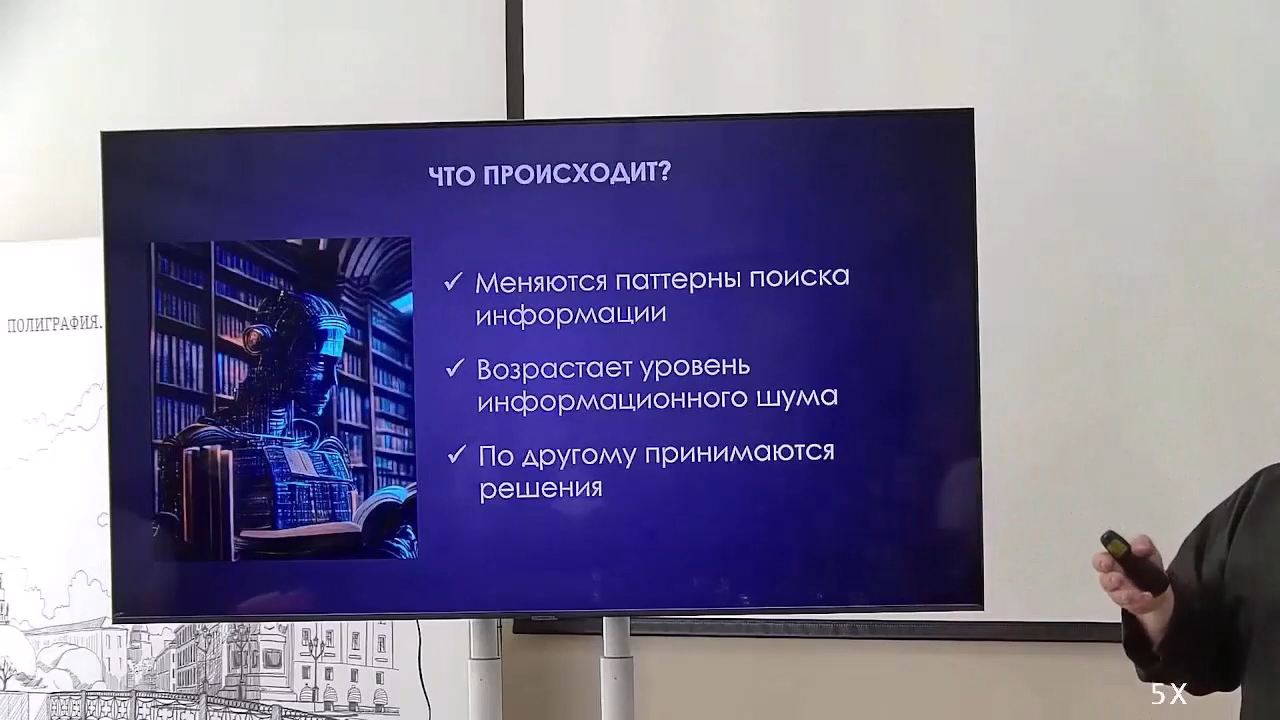 ЧТО ПРОИСХОДИТ?
✓ Меняются паттерны поиска
информации
✓ Возрастает уровень
информационного шума
✓ По другому принимаются
решения
ПОЛИГРАФИЯ.
5X